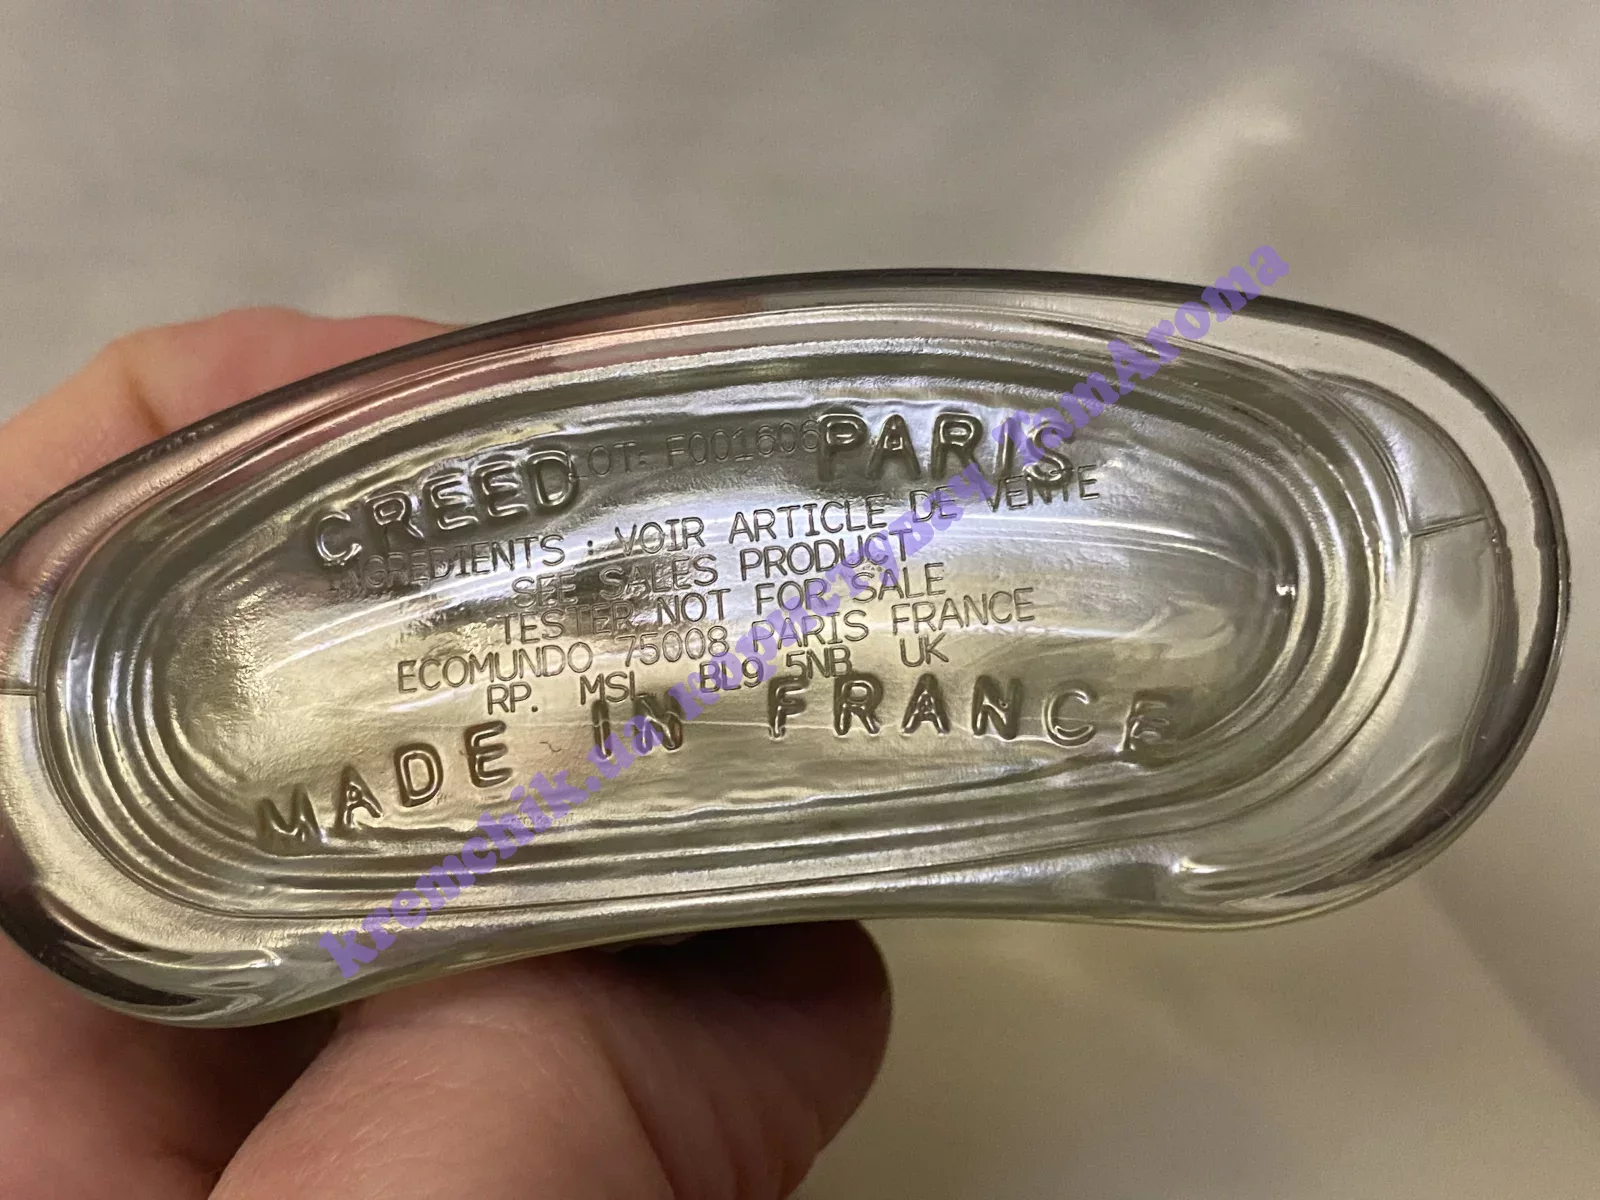 CREED PARIS
LOT: F001606
INGREDIENTS : VOIR ARTICLE DE VENTE
SEE SALES PRODUCT
TESTER NOT FOR SALE
ECOMUNDO 75008 PARIS FRANCE
RP. MSL BL9 5NB UK
MADE IN FRANCE